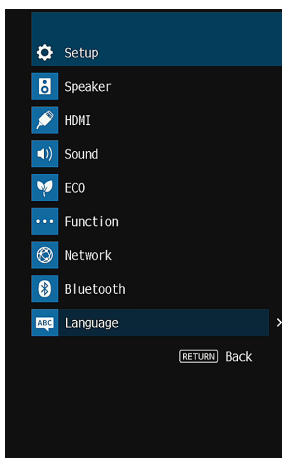 Setup
Speaker
HDMI
Sound
ECO
Function
Network
Bluetooth
ABC Language
RETURN Back